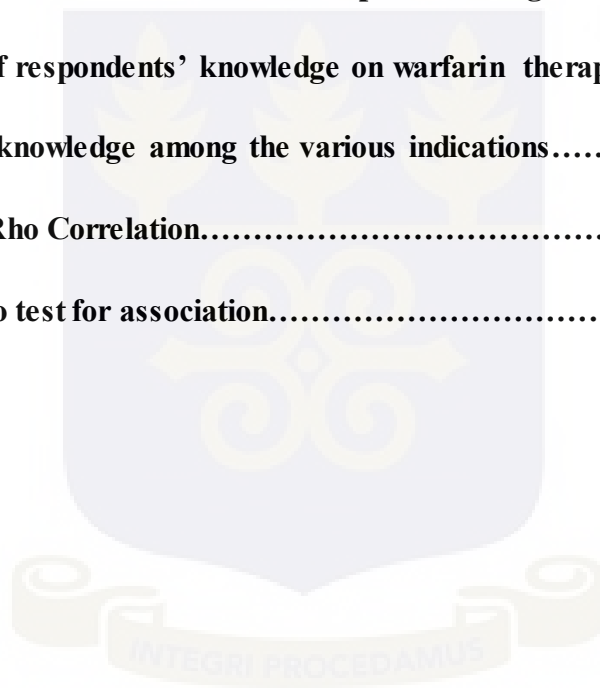 f respondents’ knowledge on warfarin therap
knowledge among the various indications.....
Rho Correlation......................................
o test for association................................
INTEGRI PROCEDAMUS